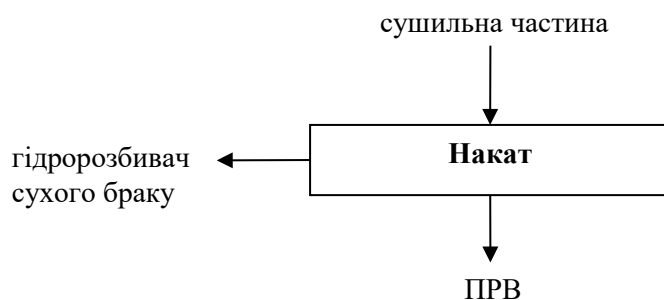 сушильна частина
Накат
гідророзбивач
сухого браку
ПРВ